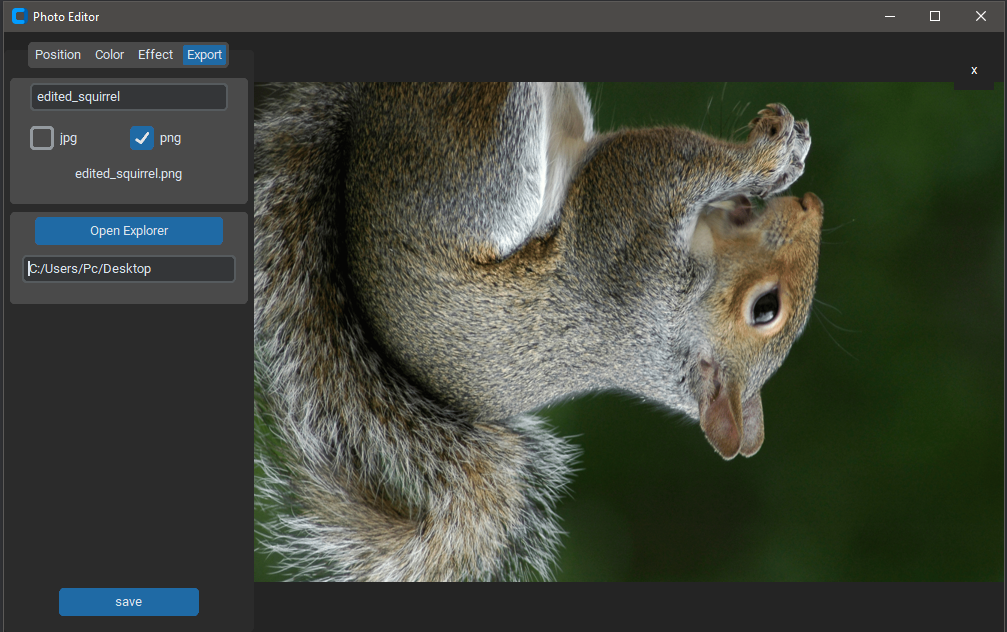 Photo Editor
Position Color Effect Export
x
edited_squirrel
jpg png
edited_squirrel.png
Open Explorer
C:/Users/Pc/Desktop
save